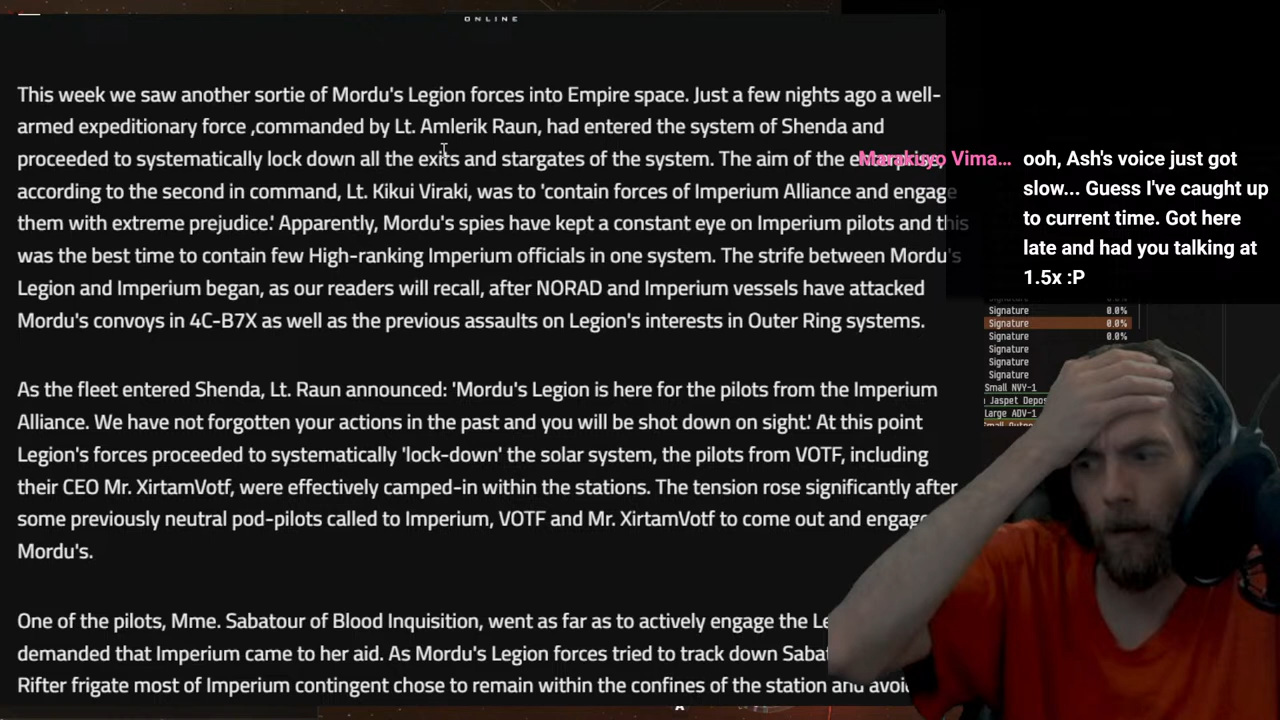 ONLINE
This week we saw another sortie of Mordu's Legion forces into Empire space. Just a few nights ago a well-
armed expeditionary force ,commanded by Lt. Amlerik Raun, had entered the system of Shenda and
proceeded to systematically lock down all the exits and stargates of the system. The aim of the
according to the second in command, Lt. Kikui Viraki, was to 'contain forces of Imperium Alliance and engage
them with extreme prejudice.' Apparently, Mordu's spies have kept a constant eye on Imperium pilots and this
was the best time to contain few High-ranking Imperium officials in one system. The strife between Mordu's
Legion and Imperium began, as our readers will recall, after NORAD and Imperium vessels have attacked
Mordu's convoys in 4C-B7X as well as the previous assaults on Legion's interests in Outer Ring systems.
As the fleet entered Shenda, Lt. Raun announced: 'Mordu's Legion is here for the pilots from the Imperium
Alliance. We have not forgotten your actions in the past and you will be shot down on sight.' At this point
Legion's forces proceeded to systematically 'lock-down' the solar system, the pilots from VOTF, including
their CEO Mr. XirtamVotf, were effectively camped-in within the stations. The tension rose significantly after
some previously neutral pod-pilots called to Imperium, VOTF and Mr. XirtamVotf to come out and engage
Mordu's.
One of the pilots, Mme. Sabatour of Blood Inquisition, went as far as to actively engage the
demanded that Imperium came to her aid. As Mordu's Legion forces tried to track down
Rifter frigate most of Imperium contingent chose to remain within the confines of the station and
Marakuyo Vima... ooh, Ash's voice just got
slow... Guess I've caught up
to current time. Got here
late and had you talking at
1.5x :P
Signature 0.0%
Signature 0.0%
Signature 0.0%
Signature
Signature
Signature
Small NVY-1
Jaspet Depos
Large ADV-1